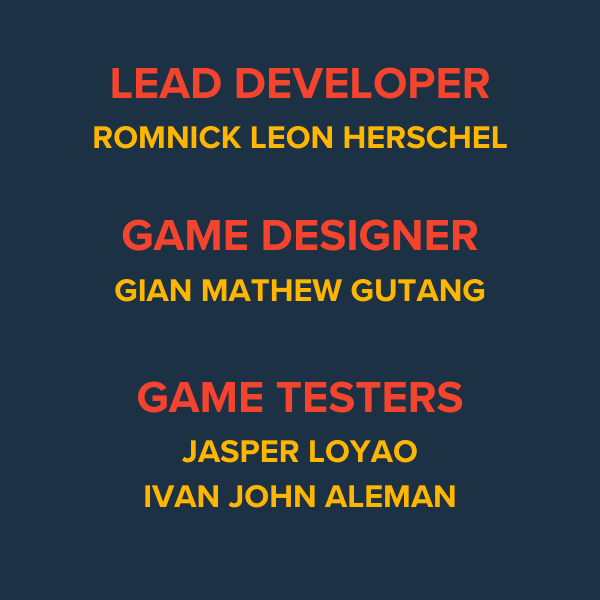 LEAD DEVELOPER
ROMNICK LEON HERSCHEL
GAME DESIGNER
GIAN MATHEW GUTANG
GAME TESTERS
JASPER LOYAO
IVAN JOHN ALEMAN